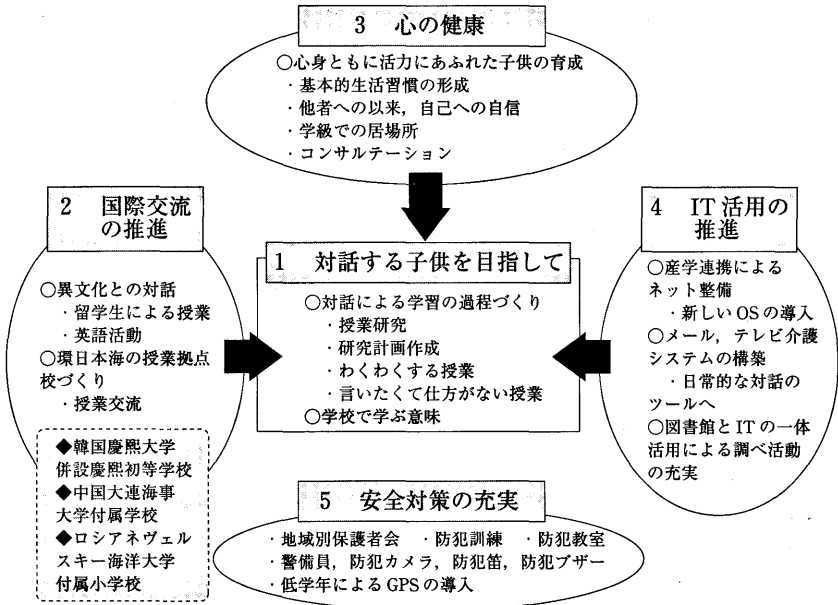 3 心の健康
○心身ともに活力にあふれた子供の育成
・基本的生活習慣の形成
・他者への以来，自己への自信
・学級での居場所
・コンサルテーション
2 国際交流
の推進
○異文化との対話
・留学生による授業
・英語活動
○環日本海の授業拠点
校づくり
・授業交流
◆韓国慶熙大学
併設慶熙初等学校
◆中国大連海事
大学付属学校
◆ロシアネヴェル
スキー海洋大学
付属小学校
1 対話する子供を目指して
○対話による学習の過程づくり
・授業研究
・研究計画作成
・わくわくする授業
・言いたくて仕方がない授業
○学校で学ぶ意味
4 IT活用の
推進
○産学連携による
ネット整備
・新しいOSの導入
○メール，テレビ介護
システムの構築
・日常的な対話の
ツールへ
○図書館とITの一体
活用による調べ活動
の充実
5 安全対策の充実
・地域別保護者会 ・防犯訓練 ・防犯教室
・警備員，防犯カメラ，防犯笛，防犯ブザー
・低学年によるGPSの導入